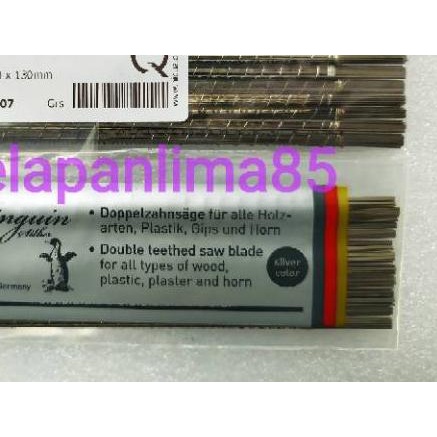 x 130mm
07
Grs
elapanlima85
nguin
• Doppelzahnsäge für alle Holz-
arten, Plastik, Gips und Horn
• Double teethed saw blade
for all types of wood,
plastic, plaster and horn
silver
color
Germany